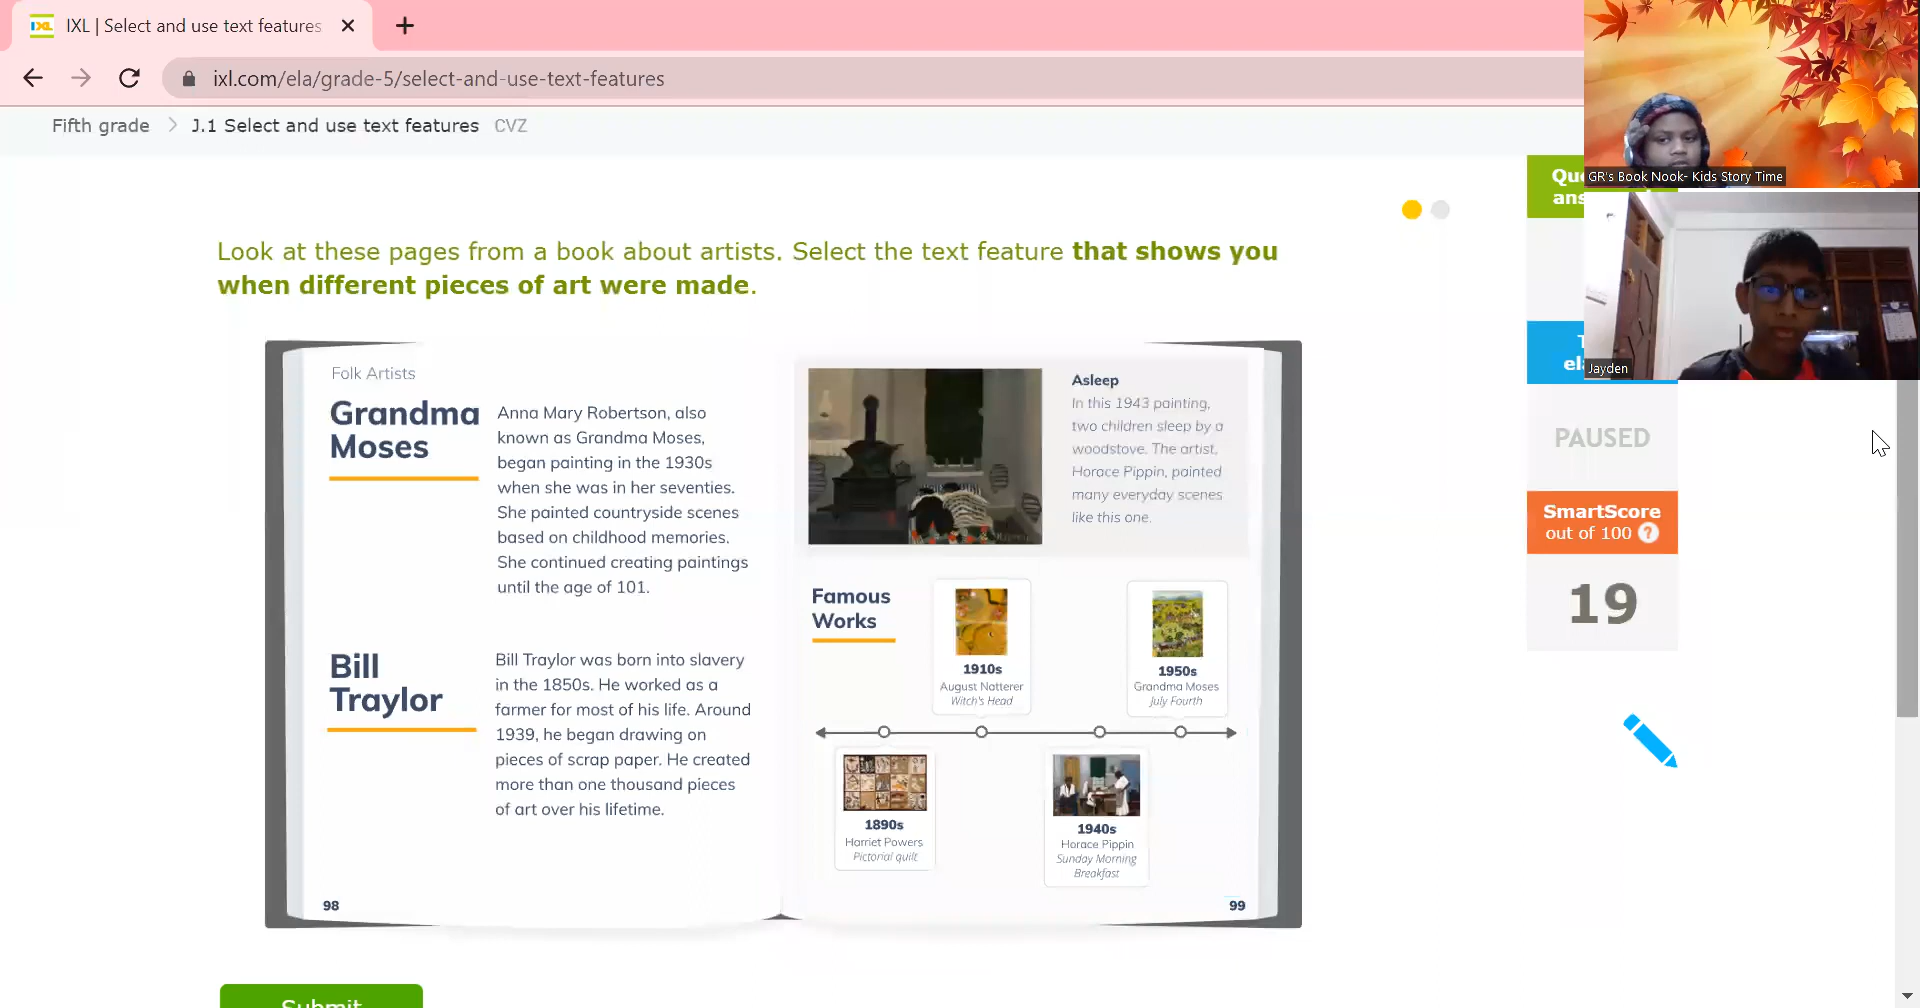 IXL | Select and use text features
ixl.com/ela/grade-5/select-and-use-text-features
Fifth grade > J.1 Select and use text features CVZ
GR's Book Nook- Kids Story Time
Jayden
Look at these pages from a book about artists. Select the text feature that shows you
when different pieces of art were made.
Folk Artists
Grandma
Moses
Anna Mary Robertson, also
known as Grandma Moses,
began painting in the 1930s
when she was in her seventies.
She painted countryside scenes
based on childhood memories.
She continued creating paintings
until the age of 101.
Bill
Traylor
Bill Traylor was born into slavery
in the 1850s. He worked as a
farmer for most of his life. Around
1939, he began drawing on
pieces of scrap paper. He created
more than one thousand pieces
of art over his lifetime.
98
Asleep
In this 1943 painting,
two children sleep by a
woodstove. The artist,
Horace Pippin, painted
many everyday scenes
like this one.
Famous
Works
1910s
August Natterer
Witch's Head
1950s
Grandma Moses
July Fourth
1890s
Harriet Powers
Pictorial quilt
1940s
Horace Pippin
Sunday Morning
Breakfast
99
PAUSED
SmartScore
out of 100 ?
19
Submit